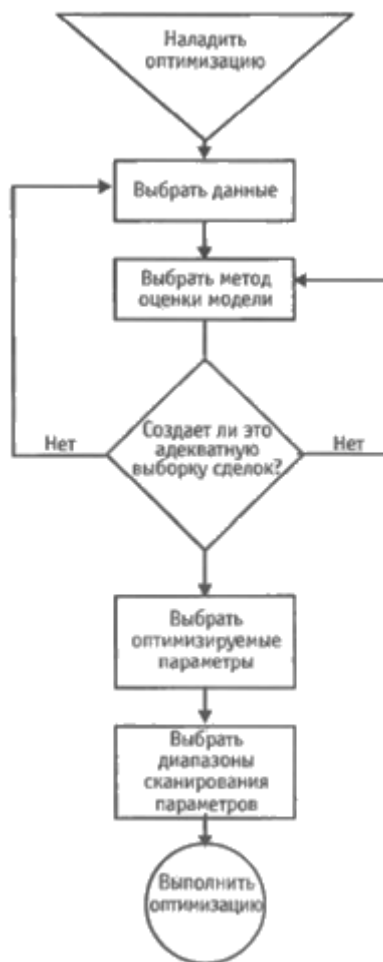 Наладить
оптимизацию
Выбрать данные
Выбрать метод
оценки модели
Создает ли это
адекватную
выборку сделок?
Нет
Нет
Выбрать
оптимизируемые
параметры
Выбрать
диапазоны
сканирования
параметров
Выполнить
оптимизацию